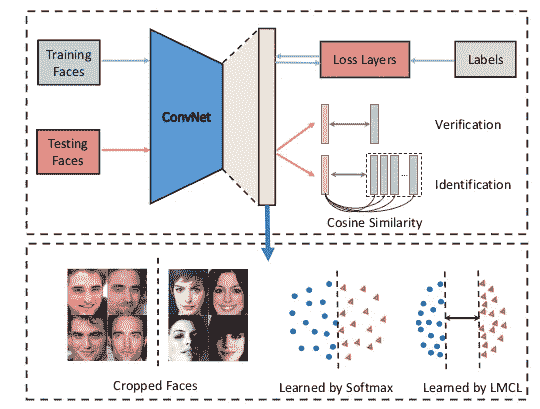 Training
Faces
ConvNet
Loss Layers
Labels
Testing
Faces
Verification
...
Identification
Cosine Similarity
Cropped Faces
Learned by Softmax
Learned by LMCL